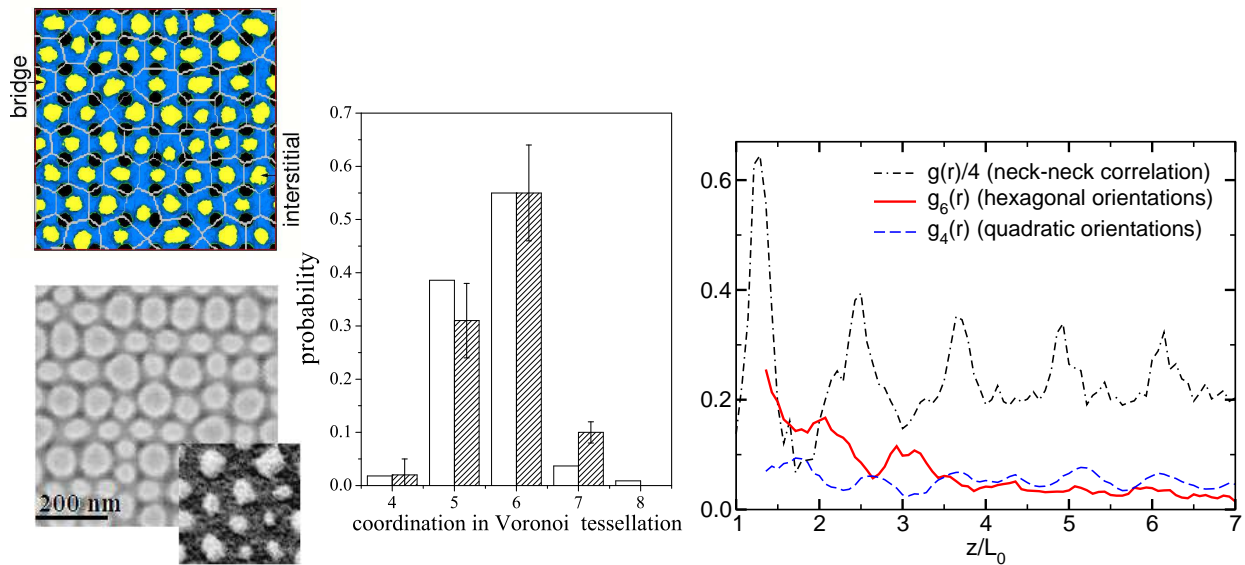 bridge
interstitial
200 nm
0.7
0.6
0.5
0.4
0.3
0.2
0.1
0.0
probability
4 5 6 7 8
coordination in Voronoi tessellation
g(r)/4 (neck-neck correlation)
g6(r) (hexagonal orientations)
g4(r) (quadratic orientations)
0.6
0.4
0.2
0.0
1 2 3 4 5 6 7
z/L0